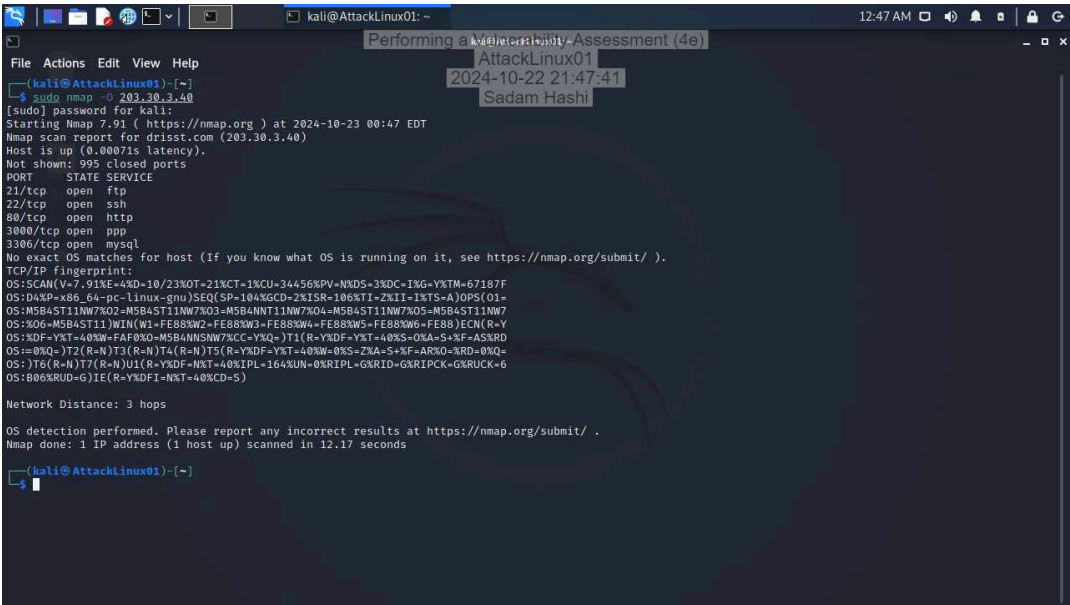 kali@AttackLinux01: ~
12:47 AM
Performing a Vulnerability Assessment (4e)
AttackLinux01
2024-10-22 21:47:41
Sadam Hashi
File Actions Edit View Help
(kali㉿AttackLinux01)-[~]
$ sudo nmap -O 203.30.3.40
[sudo] password for kali:
Starting Nmap 7.91 ( https://nmap.org ) at 2024-10-23 00:47 EDT
Nmap scan report for drisst.com (203.30.3.40)
Host is up (0.00071s latency).
Not shown: 995 closed ports
PORT STATE SERVICE
21/tcp open ftp
22/tcp open ssh
80/tcp open http
3000/tcp open ppp
3306/tcp open mysql
No exact OS matches for host (If you know what OS is running on it, see https://nmap.org/submit/ ).
TCP/IP fingerprint:
OS:SCAN(V=7.91%E=4%D=10/23%OT=21%CT=1%CU=34456%PV=N%DS=3%DC=I%G=Y%TM=67187F
OS:D4%P=x86_64-pc-linux-gnu)SEQ(SP=104%GCD=2%ISR=106%TI=Z%II=I%TS=A)OPS(O1=
OS:M5B4ST11NW7%O2=M5B4ST11NW7%O3=M5B4NNT11NW7%O4=M5B4ST11NW7%O5=M5B4ST11NW7
OS:%O6=M5B4ST11)WIN(W1=FE88%W2=FE88%W3=FE88%W4=FE88%W5=FE88%W6=FE88)ECN(R=Y
OS:%DF=Y%T=40%W=FAF0%O=M5B4NNSNW7%CC=Y%Q=)T1(R=Y%DF=Y%T=40%S=O%A=S+%F=AS%RD
OS:=0%Q=)T2(R=N)T3(R=N)T4(R=N)T5(R=Y%DF=Y%T=40%W=0%S=Z%A=S+%F=AR%O=%RD=0%Q=
OS:)T6(R=N)T7(R=N)U1(R=Y%DF=N%T=40%IPL=164%UN=0%RIPL=G%RID=G%RIPCK=G%RUCK=6
OS:B06%RUD=G)IE(R=Y%DFI=N%T=40%CD=S)
Network Distance: 3 hops
OS detection performed. Please report any incorrect results at https://nmap.org/submit/ .
Nmap done: 1 IP address (1 host up) scanned in 12.17 seconds
(kali㉿AttackLinux01)-[~]
$